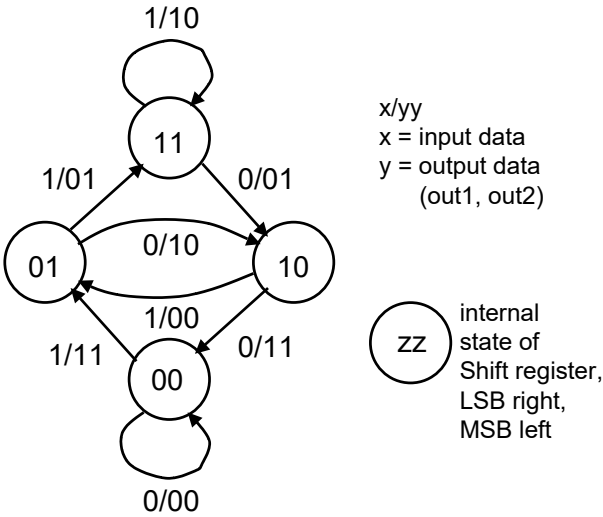 1/10
11
x/yy
x = input data
y = output data
(out1, out2)
1/01
0/01
01
0/10
10
1/00
1/11
0/11
00
0/00
zz
internal
state of
Shift register,
LSB right,
MSB left